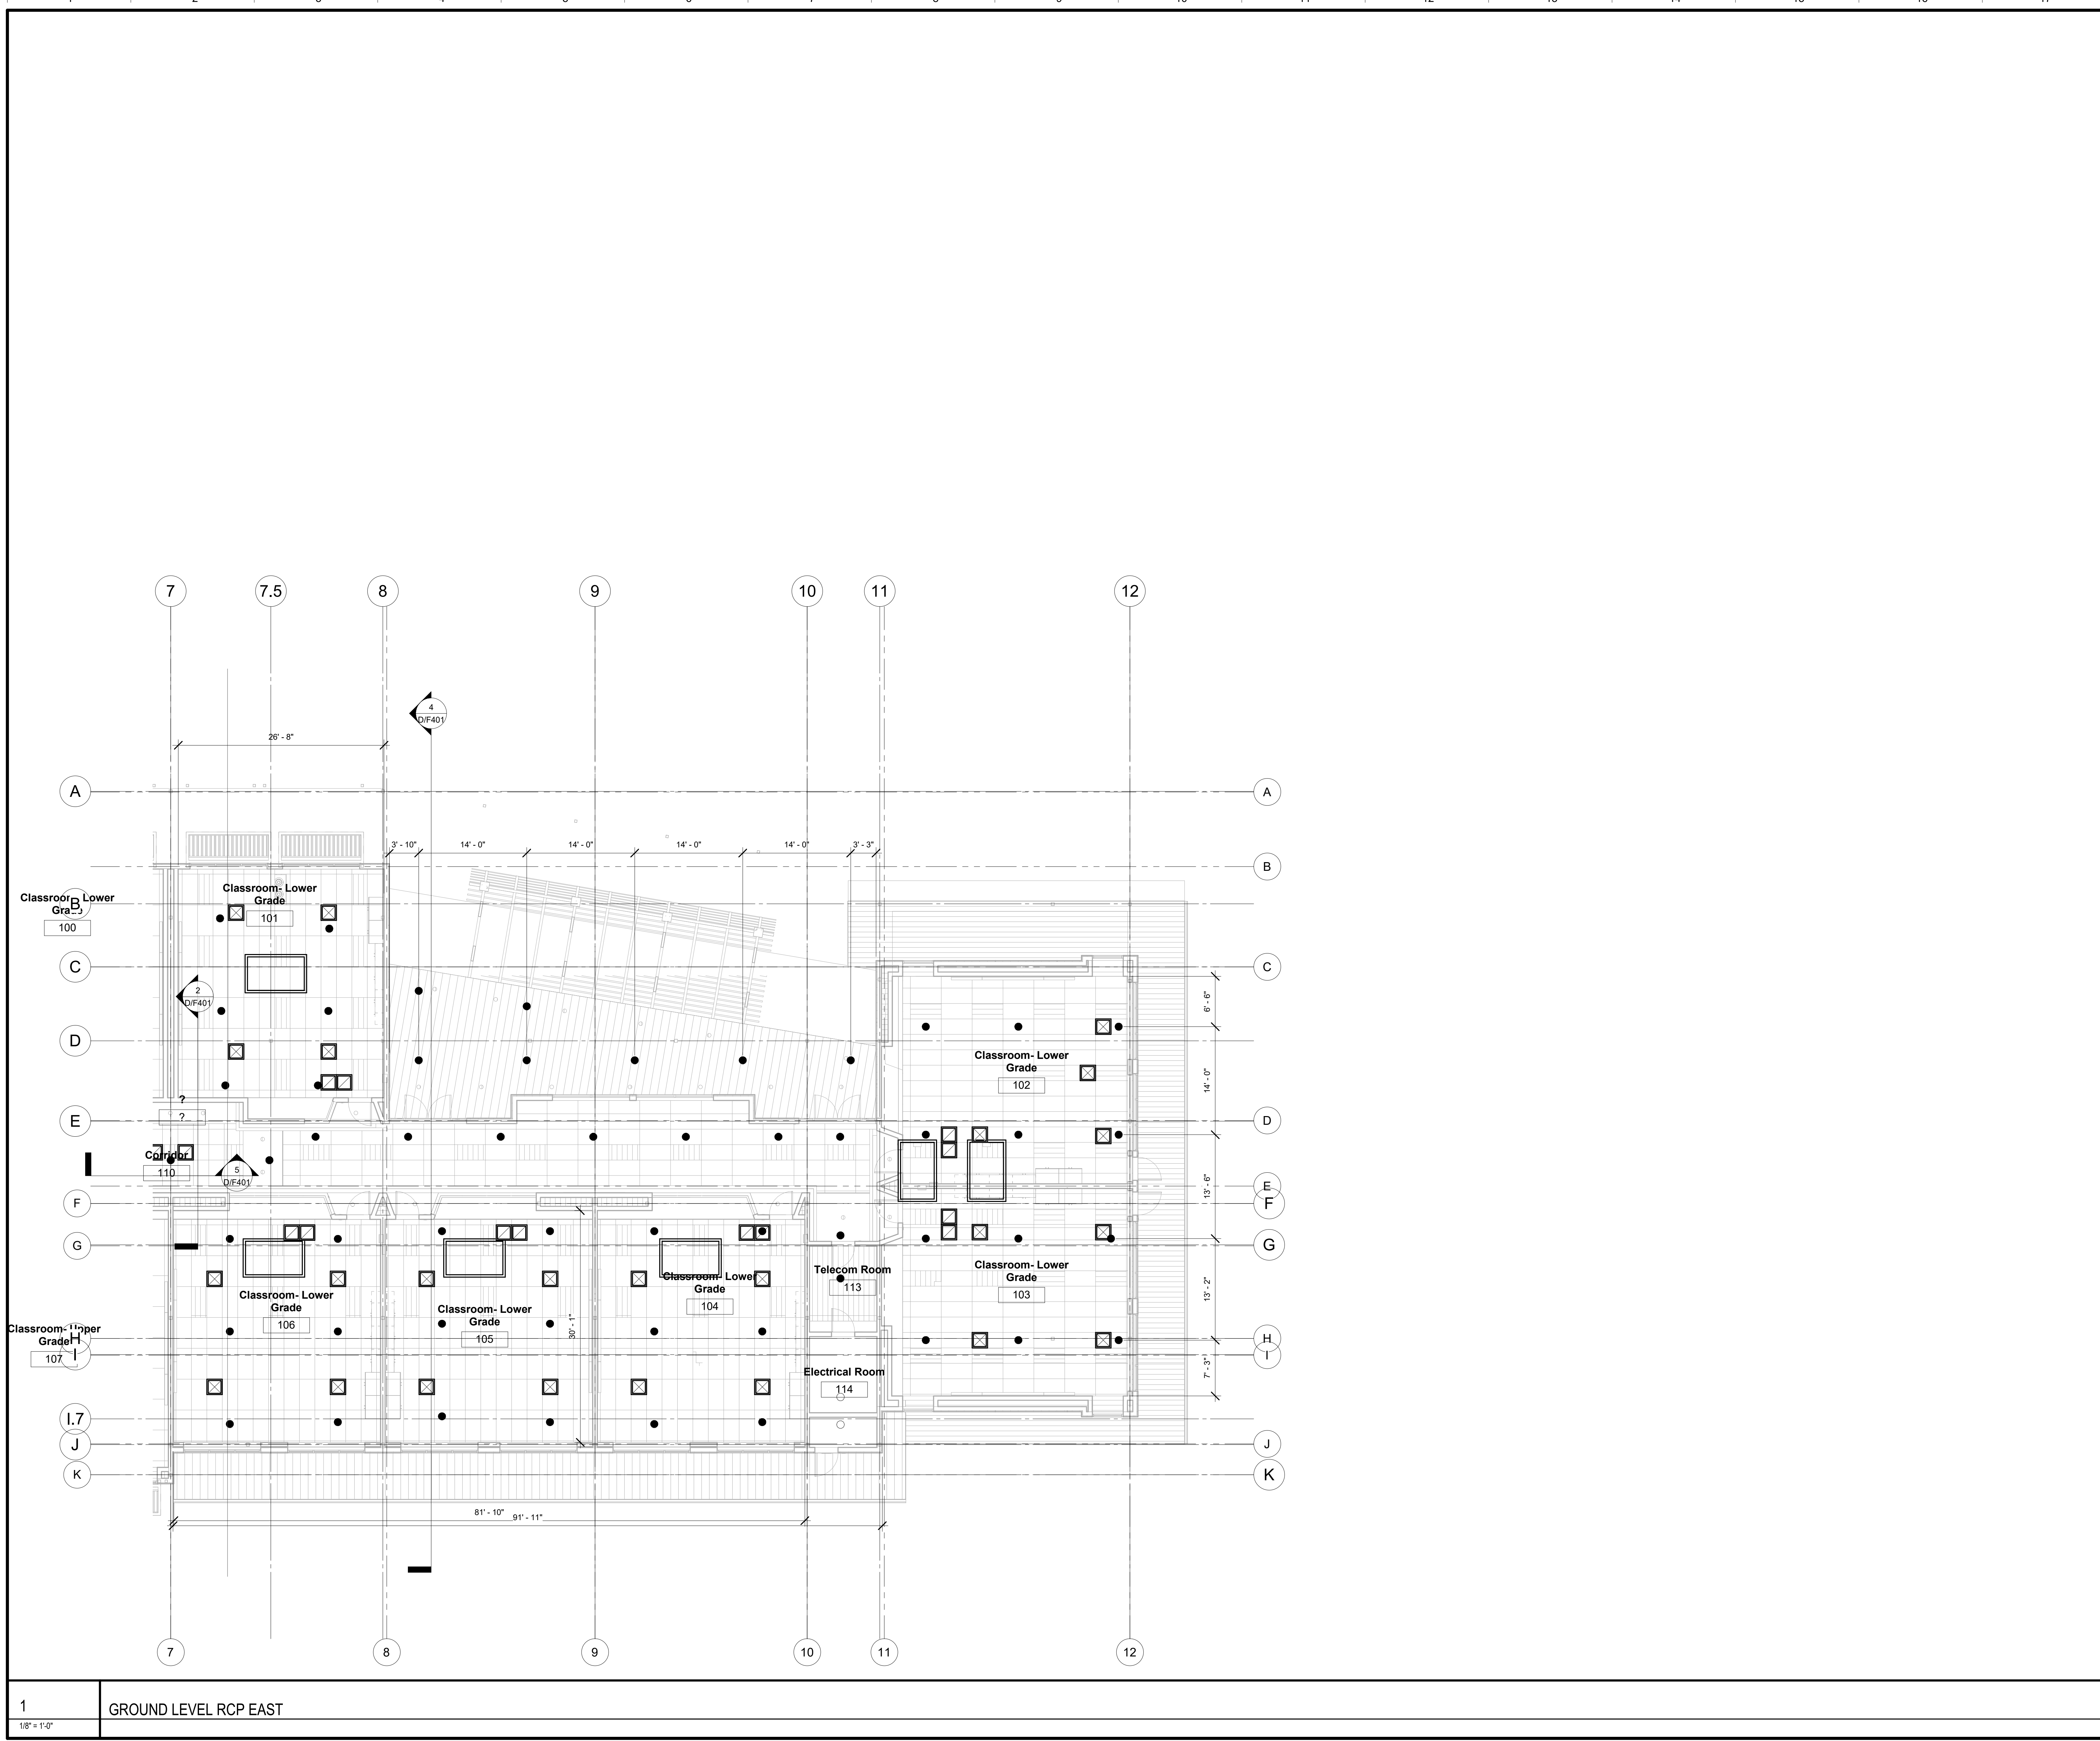 7 7.5 8 9 10 11 12
4
D/F401
26' - 8"
A A
3' - 10" 14' - 0" 14' - 0" 14' - 0" 14' - 0" 3' - 3"
B
Classroom- Lower
Grade
101
Classroom- Lower
B
100
C C
2
D/F401
6' - 6"
D
Classroom- Lower
Grade
102
14' - 0"
?
?
E D
Corridor
110
5
D/F401
E
13' - 6"
F F
G G
Telecom Room
113
Classroom- Lower
Grade
103
13' - 2"
Classroom- Lower
Grade
104
Classroom- Lower
Grade
106
Classroom- Lower
Grade
105
30' - 1"
Classroom- Upper
Grade
H H
107
I I
Electrical Room
114
7' - 3"
I.7
J J
K K
81' - 10"
91' - 11"
7 8 9 10 11 12
1
GROUND LEVEL RCP EAST
1/8" = 1'-0"